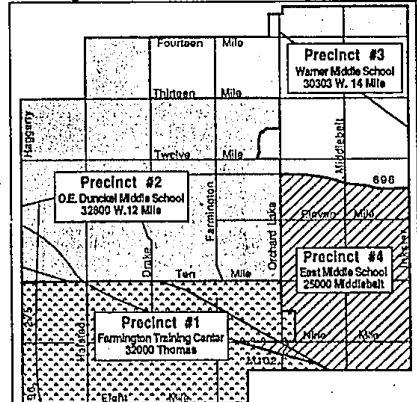 Fourteen Mile
Precinct #3
Warner Middle School
30303 W. 14 Mile
Thirteen Mile
Haggerty
Middlebelt
Twelve Mile
696
Precinct #2
O.E. Dunckel Middle School
32800 W.12 Mile
Farmington
Orchard Lake
Eleven Mile
Inkster
Drake
Ten Mile
Precinct #4
East Middle School
25000 Middlebelt
Precinct #1
Farmington Training Center
32000 Thomas
I-275
Halsted
Nine Mile
M102
96
Eight Mile